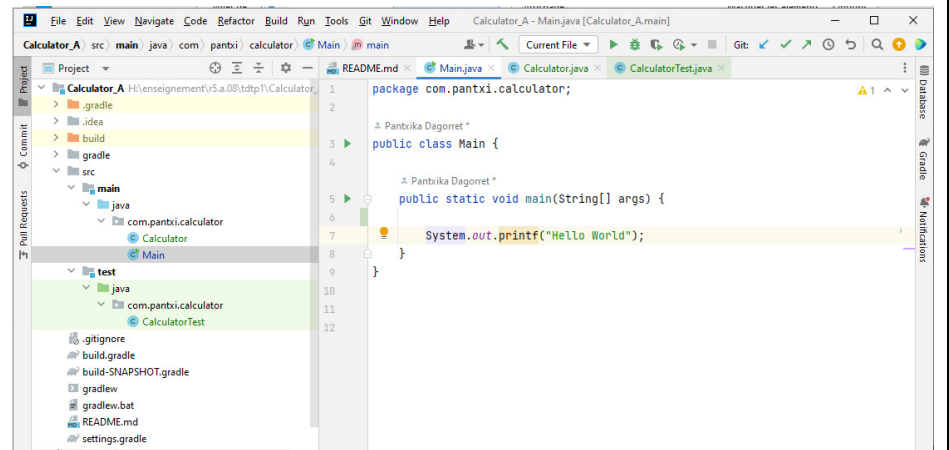 File Edit View Navigate Code Refactor Build Run Tools Git Window Help Calculator_A - Main.java [Calculator_A.main]
Calculator_A src main java com pantxi calculator Main main Current File Git:
Project
README.md Main.java Calculator.java CalculatorTest.java
Calculator_A H:\enseignement\r5.a.08\tdtp1\Calculator_
.gradle
.idea
build
gradle
src
main
java
com.pantxi.calculator
Calculator
Main
test
java
com.pantxi.calculator
CalculatorTest
.gitignore
build.gradle
build-SNAPSHOT.gradle
gradlew
gradlew.bat
README.md
settings.gradle
1 package com.pantxi.calculator;
2
Pantxika Dagorret *
3 public class Main {
4
Pantxika Dagorret *
5 public static void main(String[] args) {
6
7 System.out.printf("Hello World");
8 }
9 }
10
11
12
1
Project
Commit
Pull Requests
Database
Gradle
Notifications